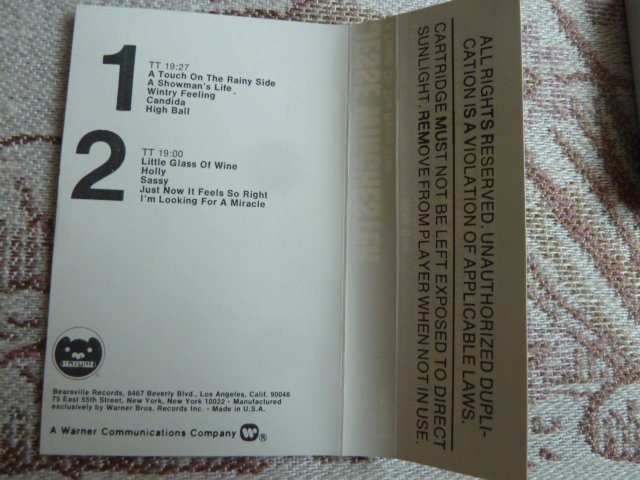 1
TT 19:27
A Touch On The Rainy Side
A Showman's Life
Wintry Feeling
Candida
High Ball
2
TT 19:00
Little Glass Of Wine
Holly
Sassy
Just Now It Feels So Right
I'm Looking For A Miracle
BEARSVILLE
Bearsville Records, 8467 Beverly Blvd., Los Angeles, Calif. 90048
75 East 55th Street, New York, New York 10022 • Manufactured
exclusively by Warner Bros. Records Inc. • Made in U.S.A.
A Warner Communications Company W ®
JESSE WINCHESTER
ALL RIGHTS RESERVED. UNAUTHORIZED DUPLI-
CATION IS A VIOLATION OF APPLICABLE LAWS.
CARTRIDGE MUST NOT BE LEFT EXPOSED TO DIRECT
SUNLIGHT. REMOVE FROM PLAYER WHEN NOT IN USE.